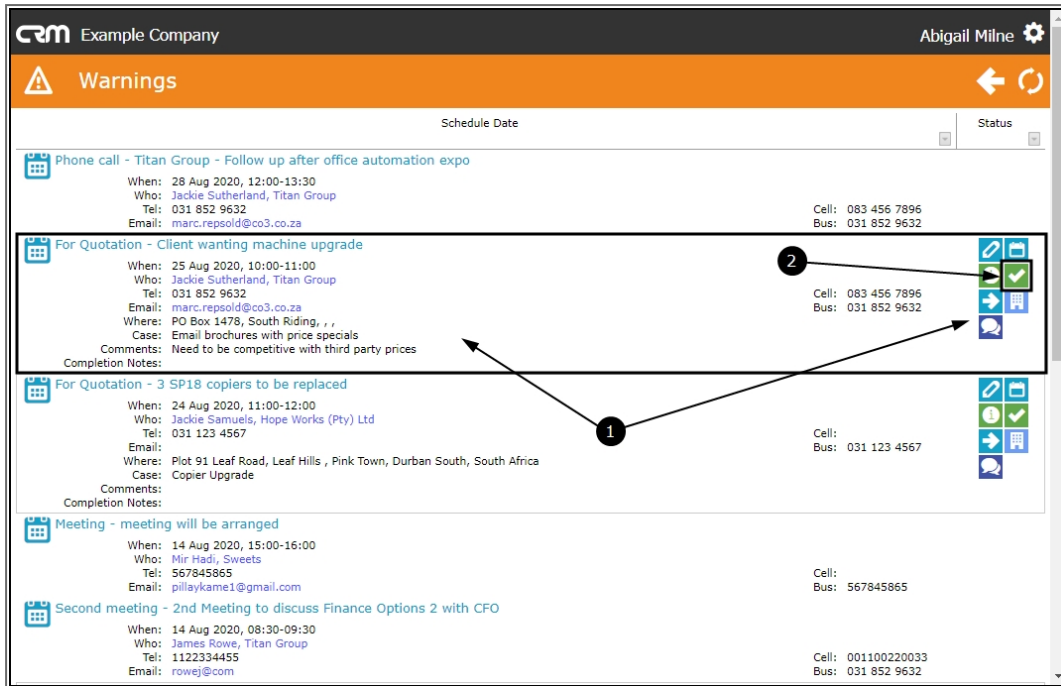 CRM Example Company
Abigail Milne
Warnings
Schedule Date
Status
Phone call - Titan Group - Follow up after office automation expo
When: 28 Aug 2020, 12:00-13:30
Who: Jackie Sutherland, Titan Group
Tel: 031 852 9632 Cell: 083 456 7896
Email: marc.repsold@co3.co.za Bus: 031 852 9632
For Quotation - Client wanting machine upgrade
When: 25 Aug 2020, 10:00-11:00
2
Who: Jackie Sutherland, Titan Group
Tel: 031 852 9632 Cell: 083 456 7896
Email: marc.repsold@co3.co.za Bus: 031 852 9632
Where: PO Box 1478, South Riding, , ,
Case: Email brochures with price specials
Comments: Need to be competitive with third party prices
Completion Notes:
For Quotation - 3 SP18 copiers to be replaced
When: 24 Aug 2020, 11:00-12:00
Who: Jackie Samuels, Hope Works (Pty) Ltd
1
Tel: 031 123 4567 Cell:
Email: Bus: 031 123 4567
Where: Plot 91 Leaf Road, Leaf Hills , Pink Town, Durban South, South Africa
Case: Copier Upgrade
Comments:
Completion Notes:
Meeting - meeting will be arranged
When: 14 Aug 2020, 15:00-16:00
Who: Mir Hadi, Sweets
Tel: 567845865 Cell:
Email: pillaykame1@gmail.com Bus: 567845865
Second meeting - 2nd Meeting to discuss Finance Options 2 with CFO
When: 14 Aug 2020, 08:30-09:30
Who: James Rowe, Titan Group
Tel: 1122334455 Cell: 001100220033
Email: rowej@com Bus: 031 852 9632